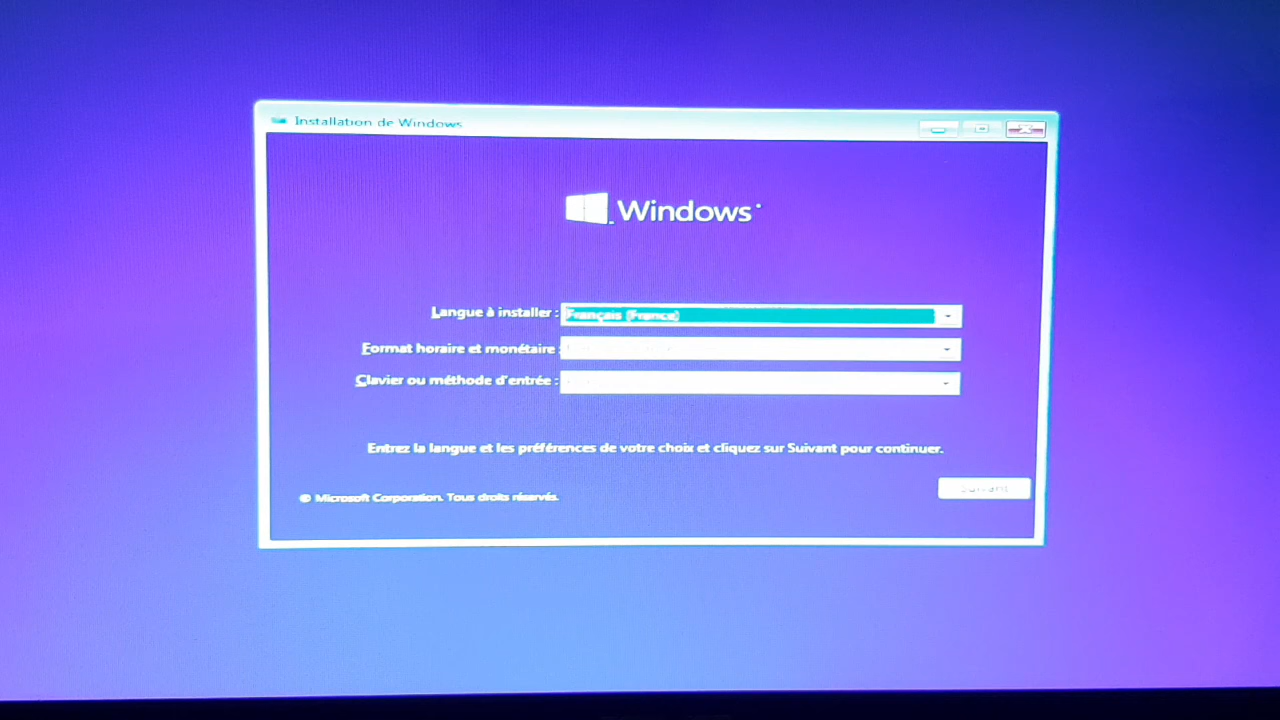 Installation de Windows
Windows
Langue à installer : Français (France)
Format horaire et monétaire :
Clavier ou méthode d'entrée :
Entrez la langue et les préférences de votre choix et cliquez sur Suivant pour continuer.
© Microsoft Corporation. Tous droits réservés.
Suivant